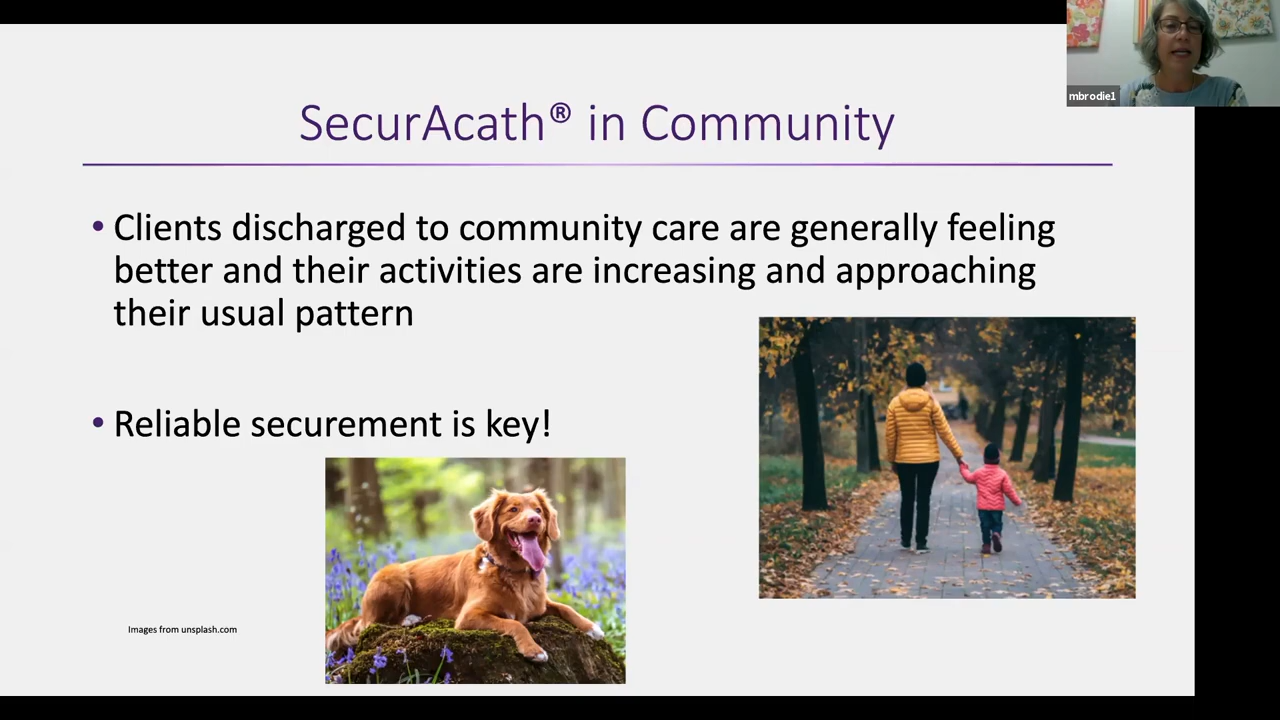 mbrodie1
SecurAcath® in Community
• Clients discharged to community care are generally feeling
better and their activities are increasing and approaching
their usual pattern
• Reliable securement is key!
Images from unsplash.com